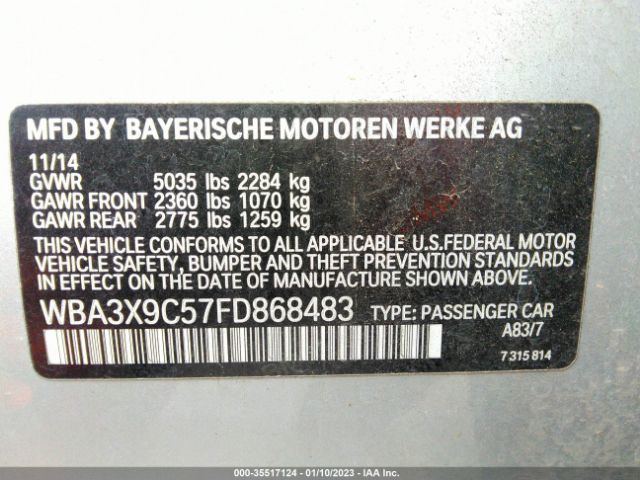 MFD BY BAYERISCHE MOTOREN WERKE AG
11/14
GVWR 5035 lbs 2284 kg
GAWR FRONT 2360 lbs 1070 kg
GAWR REAR 2775 lbs 1259 kg
THIS VEHICLE CONFORMS TO ALL APPLICABLE U.S.FEDERAL MOTOR
VEHICLE SAFETY, BUMPER AND THEFT PREVENTION STANDARDS
IN EFFECT ON THE DATE OF MANUFACTURE SHOWN ABOVE.
WBA3X9C57FD868483 TYPE: PASSENGER CAR
A83/7
7 315 814
000-35517124 - 01/10/2023 - IAA Inc.